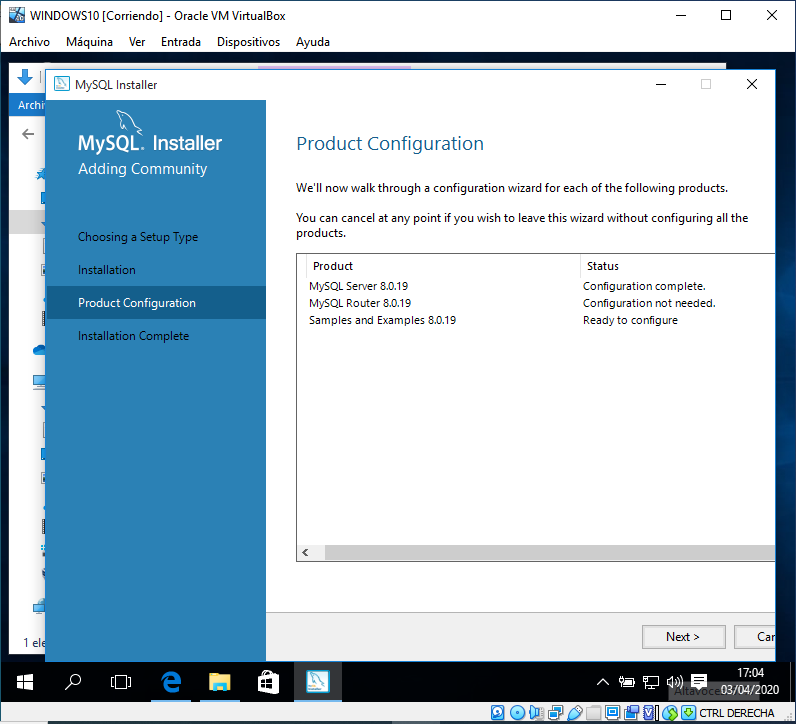 WINDOWS10 [Corriendo] - Oracle VM VirtualBox
Archivo Máquina Ver Entrada Dispositivos Ayuda
MySQL Installer
Archi
MySQL. Installer
Adding Community
Choosing a Setup Type
Installation
Product Configuration
Installation Complete
Product Configuration
We'll now walk through a configuration wizard for each of the following products.
You can cancel at any point if you wish to leave this wizard without configuring all the
products.
Product Status
MySQL Server 8.0.19 Configuration complete.
MySQL Router 8.0.19 Configuration not needed.
Samples and Examples 8.0.19 Ready to configure
1 ele
Next > Can
17:04
Altavoces
03/04/2020
CTRL DERECHA